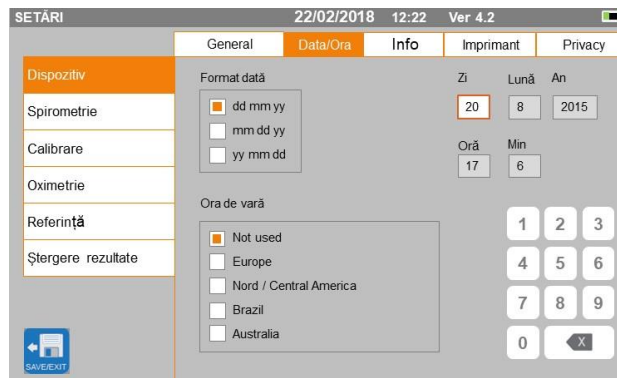 SETĂRI 22/02/2018 12:22 Ver 4.2
General Data/Ora Info Imprimant Privacy
Dispozitiv
Spirometrie
Calibrare
Oximetrie
Referință
Ștergere rezultate
SAVE/EXIT
Format dată
dd mm yy
mm dd yy
yy mm dd
Ora de vară
Not used
Europe
Nord / Central America
Brazil
Australia
Zi Lună An
20 8 2015
Oră Min
17 6
1 2 3
4 5 6
7 8 9
0 X